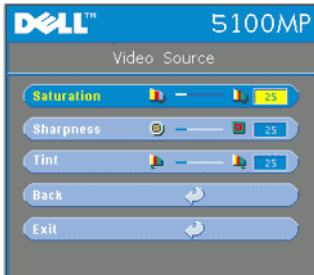 DELL™ 5100MP
Video Source
Saturation 25
Sharpness 25
Tint 25
Back
Exit